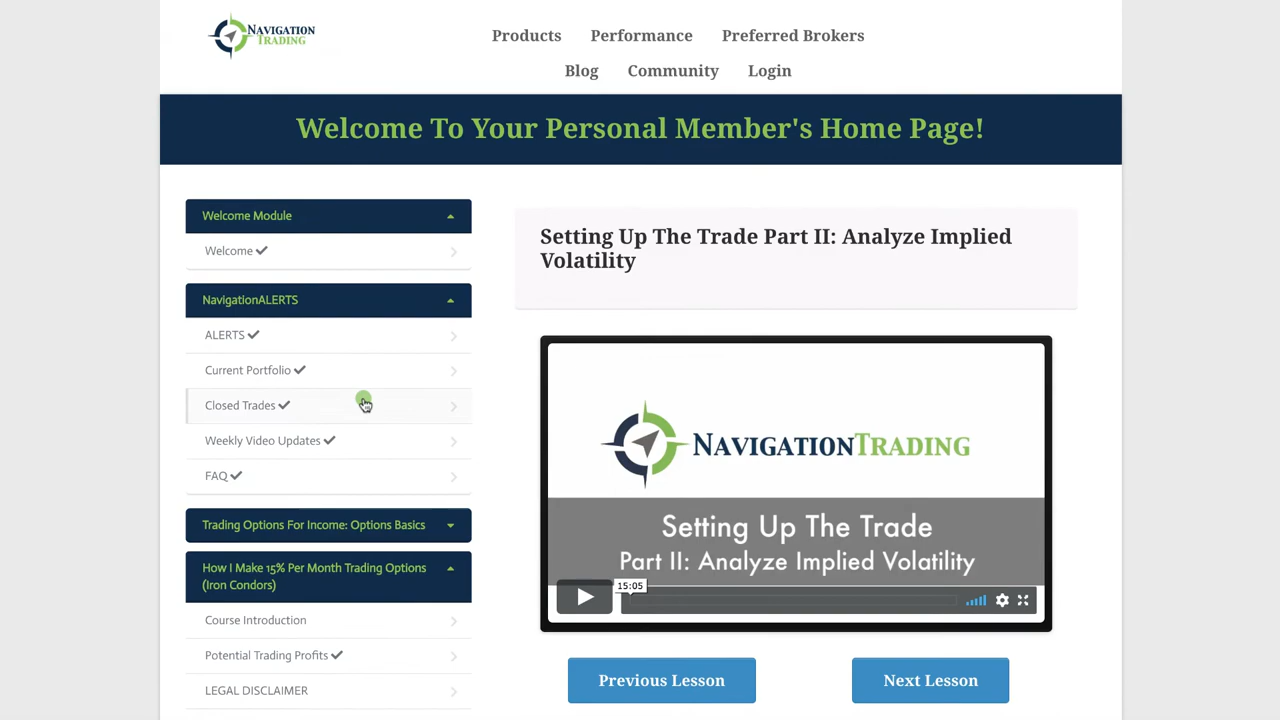 NAVIGATION
TRADING
Products Performance Preferred Brokers
Blog Community Login
Welcome To Your Personal Member's Home Page!
Welcome Module
Welcome
NavigationALERTS
ALERTS
Current Portfolio
Closed Trades
Weekly Video Updates
FAQ
Trading Options For Income: Options Basics
How I Make 15% Per Month Trading Options
(Iron Condors)
Course Introduction
Potential Trading Profits
LEGAL DISCLAIMER
Setting Up The Trade Part II: Analyze Implied
Volatility
NAVIGATIONTRADING
Setting Up The Trade
Part II: Analyze Implied Volatility
15:05
Previous Lesson Next Lesson